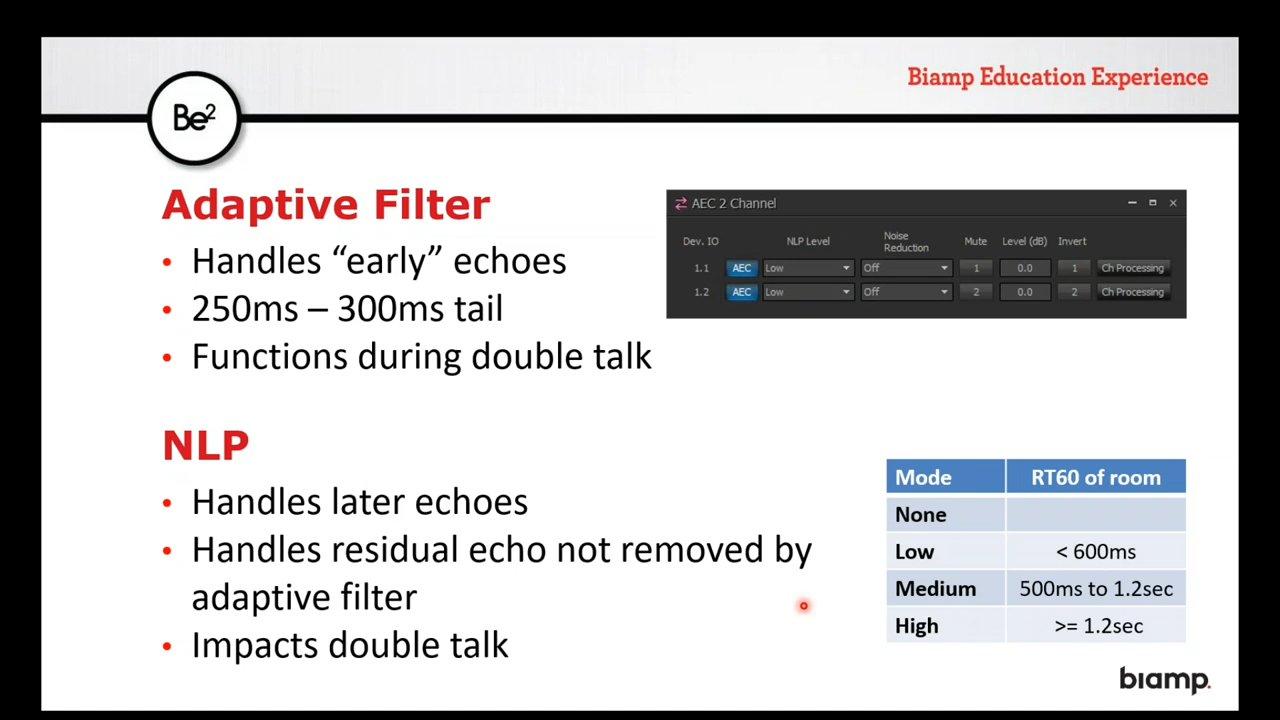 Biamp Education Experience
Be²
Adaptive Filter
• Handles “early” echoes
• 250ms – 300ms tail
• Functions during double talk
AEC 2 Channel
Dev. IO NLP Level Noise Reduction Mute Level (dB) Invert
1.1 AEC Low Off 1 0.0 1 Ch Processing
1.2 AEC Low Off 2 0.0 2 Ch Processing
NLP
• Handles later echoes
• Handles residual echo not removed by
adaptive filter
• Impacts double talk
Mode RT60 of room
None
Low < 600ms
Medium 500ms to 1.2sec
High >= 1.2sec
biamp.